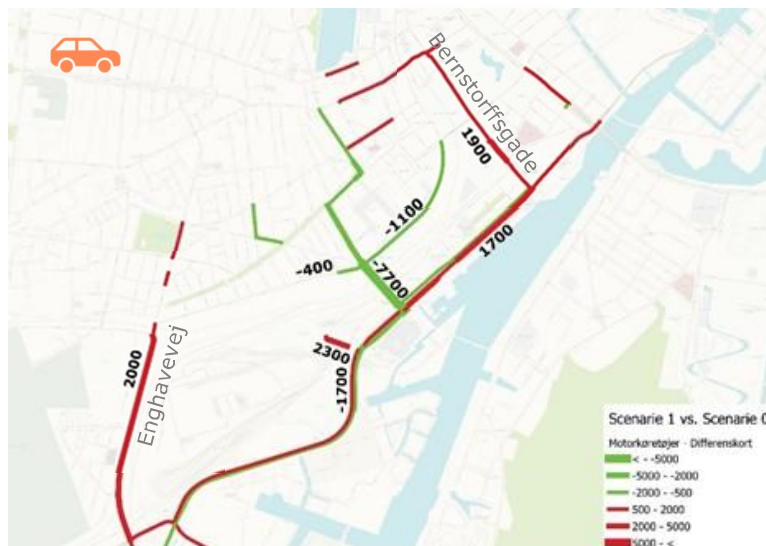 Bernstorffsgade
1900
-1100
1700
-400
-7700
2300
-1700
2000
Enghavevej
Scenarie 1 vs. Scenarie 0
Motorkøretøjer - Differenskort
< - -5000
-5000 - -2000
-2000 - -500
500 - 2000
2000 - 5000
5000 - <